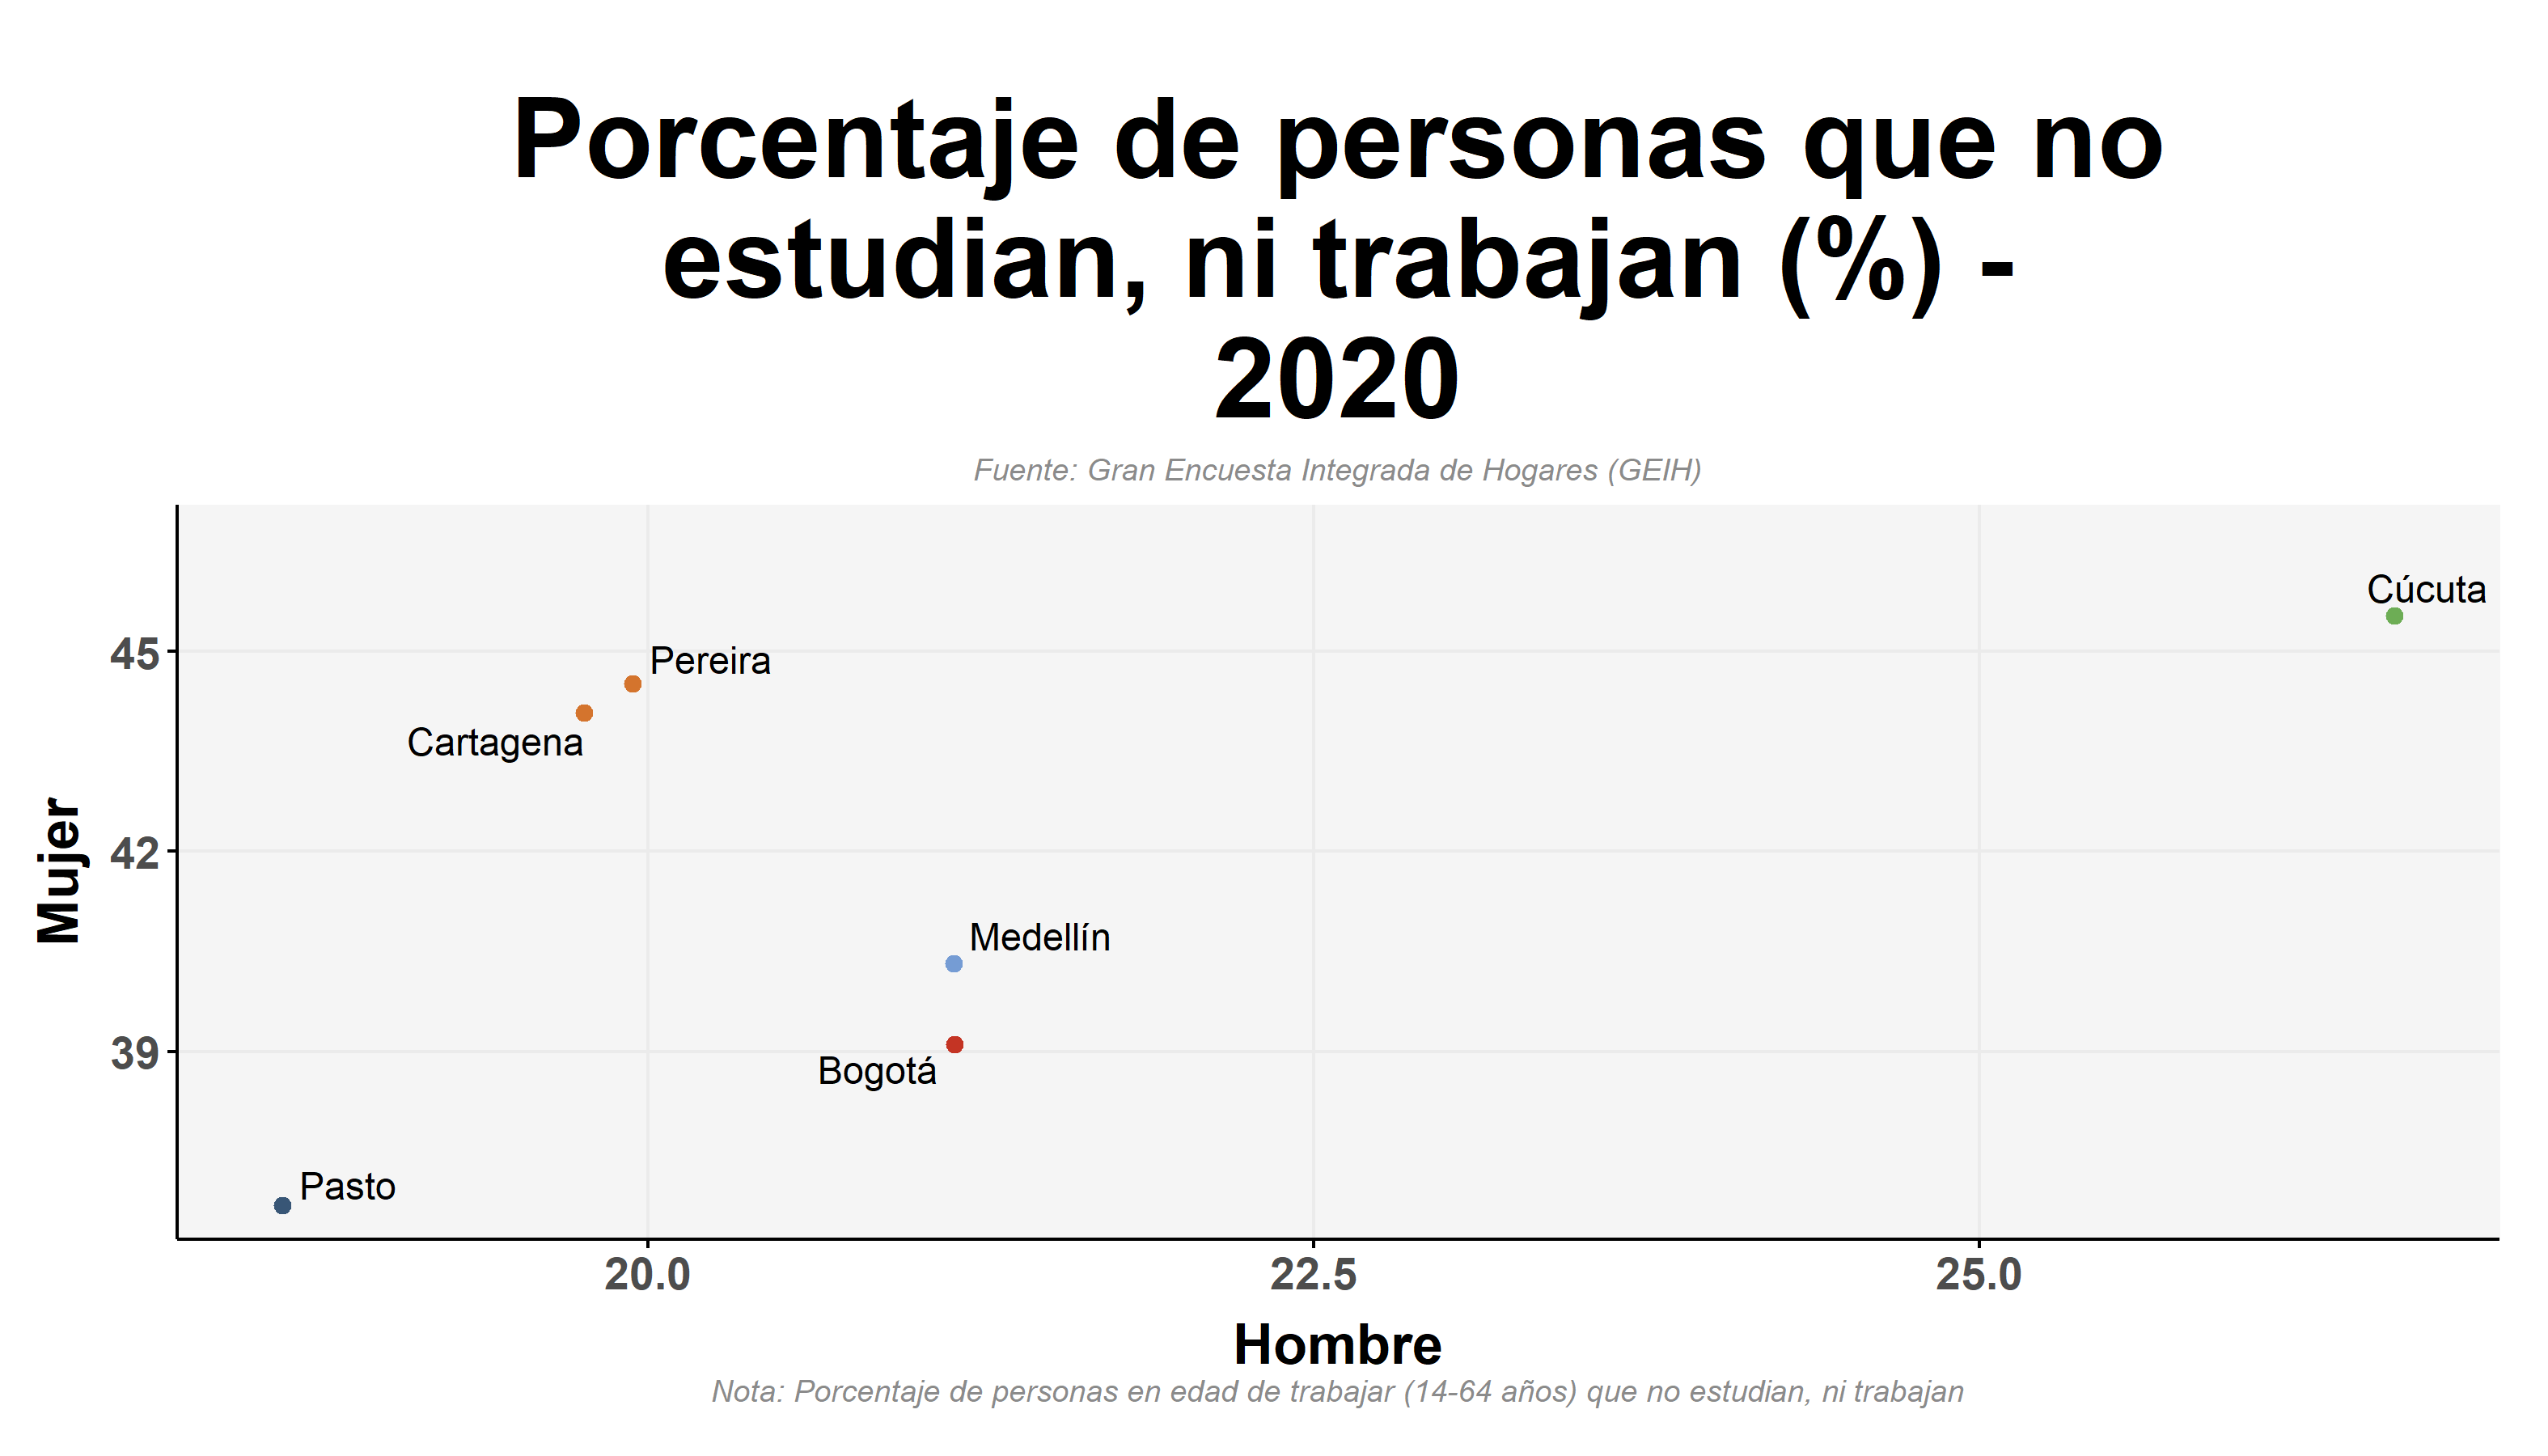 Porcentaje de personas que no
estudian, ni trabajan (%) -
2020
Fuente: Gran Encuesta Integrada de Hogares (GEIH)
Cúcuta
45
Pereira
Cartagena
Mujer
42
Medellín
39
Bogotá
Pasto
20.0
22.5
25.0
Hombre
Nota: Porcentaje de personas en edad de trabajar (14-64 años) que no estudian, ni trabajan